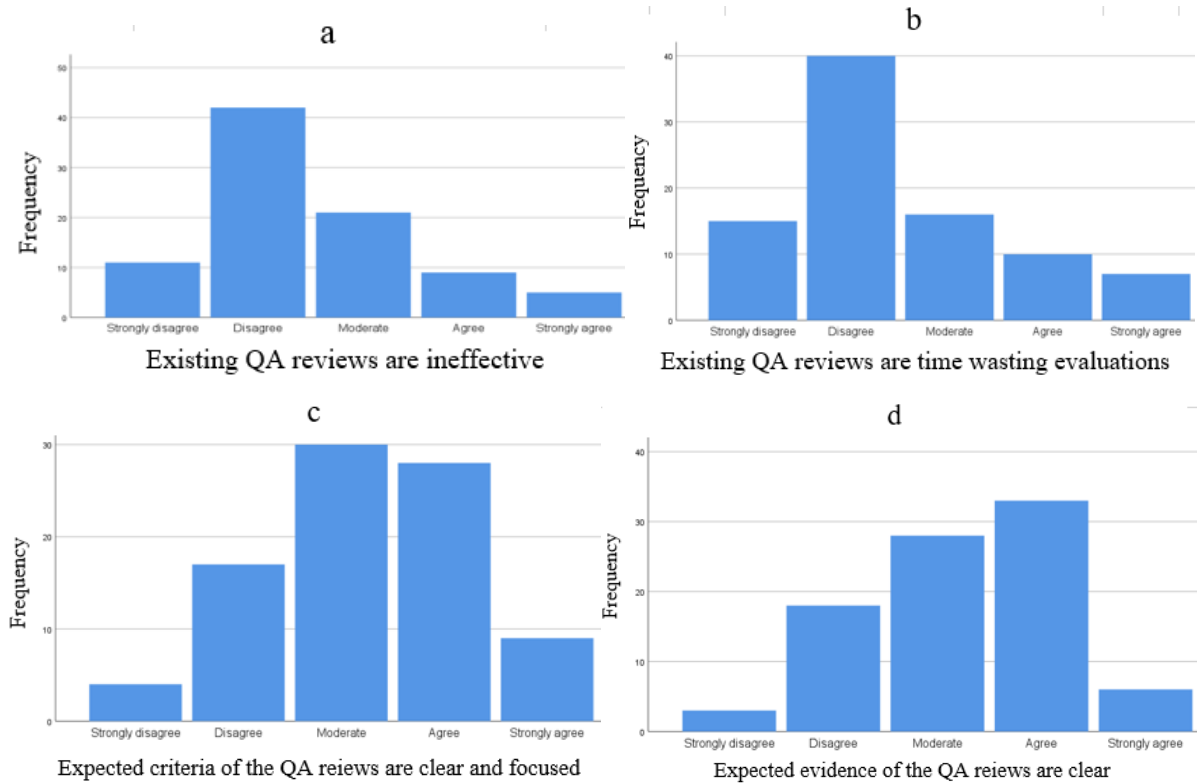 a
50
40
30
20
10
0
Frequency
Strongly disagree Disagree Moderate Agree Strongly agree
Existing QA reviews are ineffective
b
40
30
20
10
0
Frequency
Strongly disagree Disagree Moderate Agree Strongly agree
Existing QA reviews are time wasting evaluations
c
30
20
10
0
Frequency
Strongly disagree Disagree Moderate Agree Strongly agree
Expected criteria of the QA reiews are clear and focused
d
40
30
20
10
0
Frequency
Strongly disagree Disagree Moderate Agree Strongly agree
Expected evidence of the QA reiews are clear